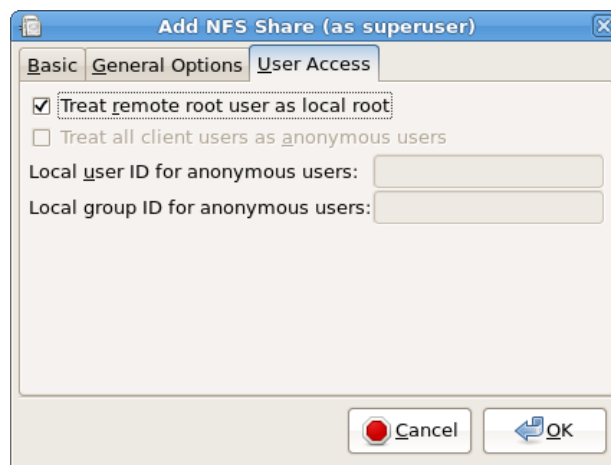 Add NFS Share (as superuser)
Basic General Options User Access
Treat remote root user as local root
Treat all client users as anonymous users
Local user ID for anonymous users:
Local group ID for anonymous users:
Cancel OK